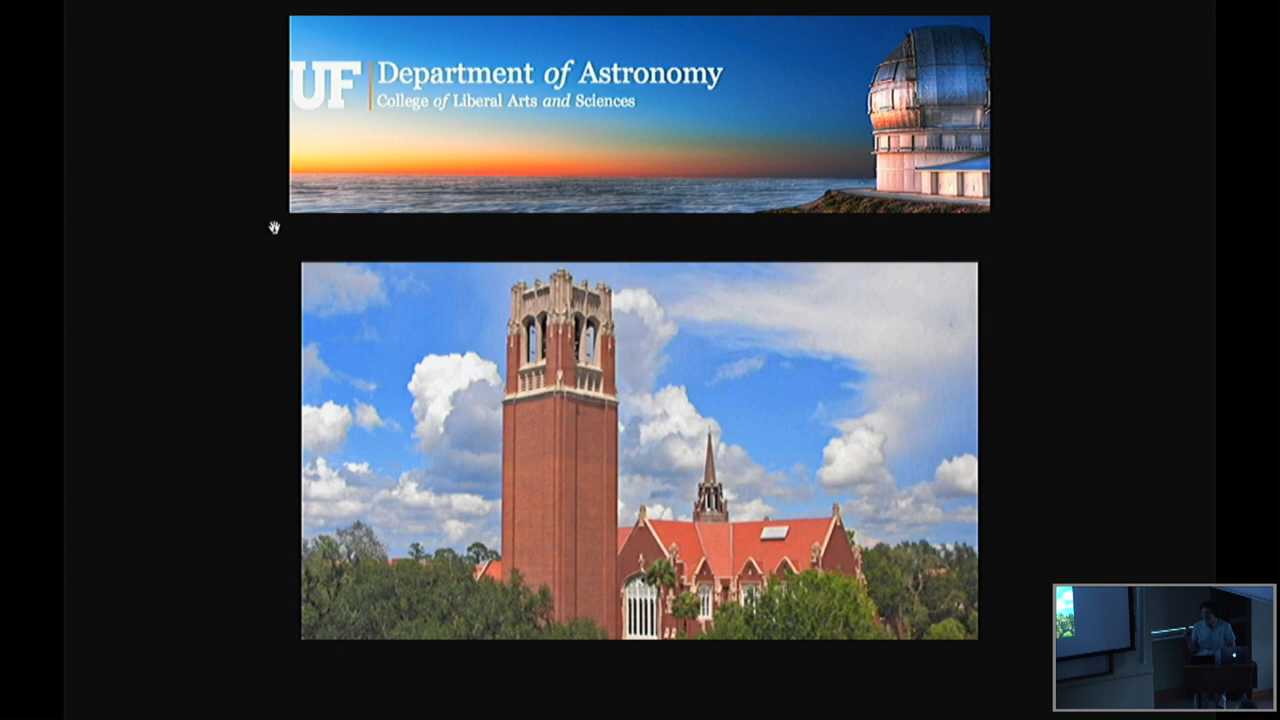 UF Department of Astronomy
College of Liberal Arts and Sciences